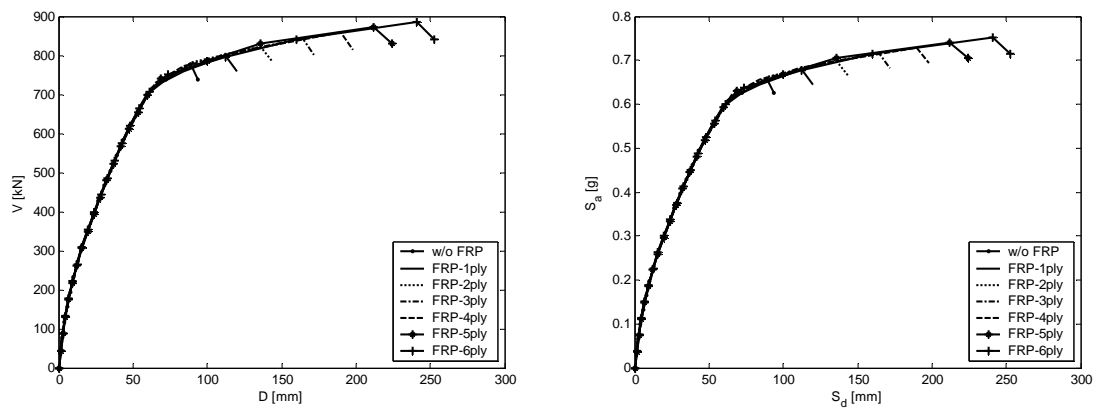 900
800
700
600
500
400
300
200
100
0
V [kN]
0 50 100 150 200 250 300
D [mm]
w/o FRP
FRP-1ply
FRP-2ply
FRP-3ply
FRP-4ply
FRP-5ply
FRP-6ply
0.8
0.7
0.6
0.5
0.4
0.3
0.2
0.1
0
S_a [g]
0 50 100 150 200 250 300
S_d [mm]
w/o FRP
FRP-1ply
FRP-2ply
FRP-3ply
FRP-4ply
FRP-5ply
FRP-6ply